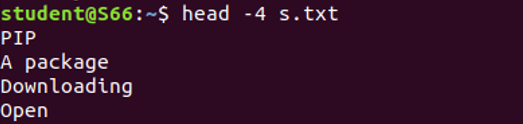 student@S66:~$ head -4 s.txt
PIP
A package
Downloading
Open